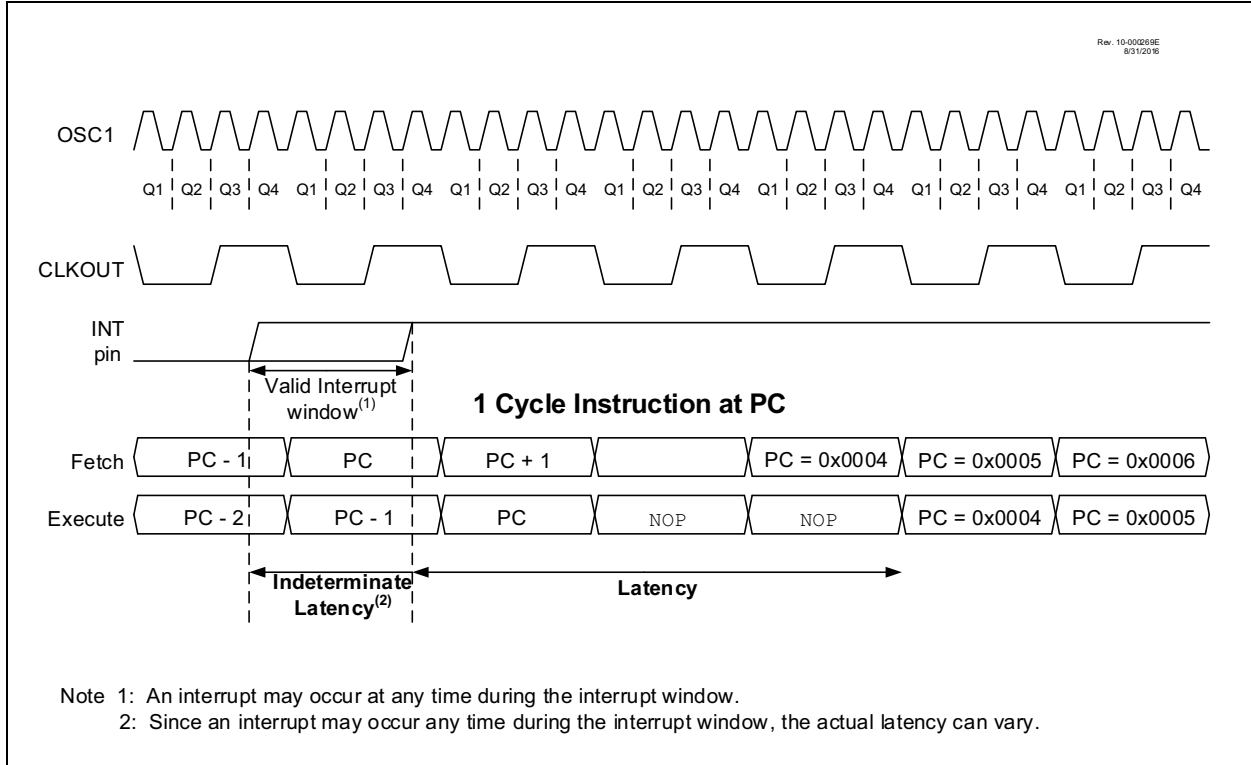 Rev. 10-000269E
8/31/2016
OSC1
Q1 Q2 Q3 Q4 Q1 Q2 Q3 Q4 Q1 Q2 Q3 Q4 Q1 Q2 Q3 Q4 Q1 Q2 Q3 Q4 Q1 Q2 Q3 Q4 Q1 Q2 Q3 Q4
CLKOUT
INT
pin
Valid Interrupt
window(1)
1 Cycle Instruction at PC
Fetch PC - 1 PC PC + 1 PC = 0x0004 PC = 0x0005 PC = 0x0006
Execute PC - 2 PC - 1 PC NOP NOP PC = 0x0004 PC = 0x0005
Indeterminate
Latency(2)
Latency
Note 1: An interrupt may occur at any time during the interrupt window.
2: Since an interrupt may occur any time during the interrupt window, the actual latency can vary.